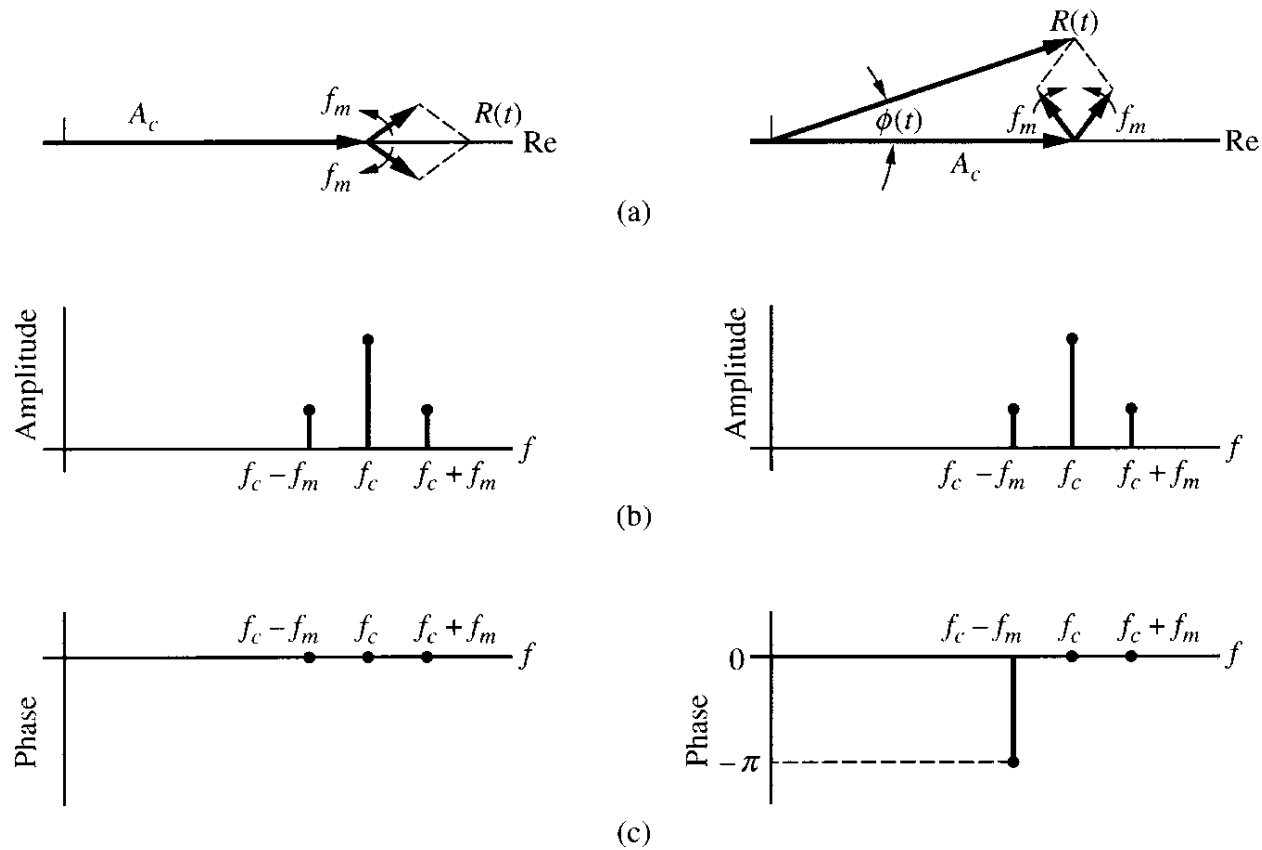 A_c f_m R(t) Re
f_m
R(t)
f_m φ(t) f_m
A_c Re
(a)
Amplitude
f_c − f_m f_c f_c + f_m f
Amplitude
f_c − f_m f_c f_c + f_m f
(b)
f_c − f_m f_c f_c + f_m
f
Phase
f_c − f_m f_c f_c + f_m
0 f
Phase
−π
(c)